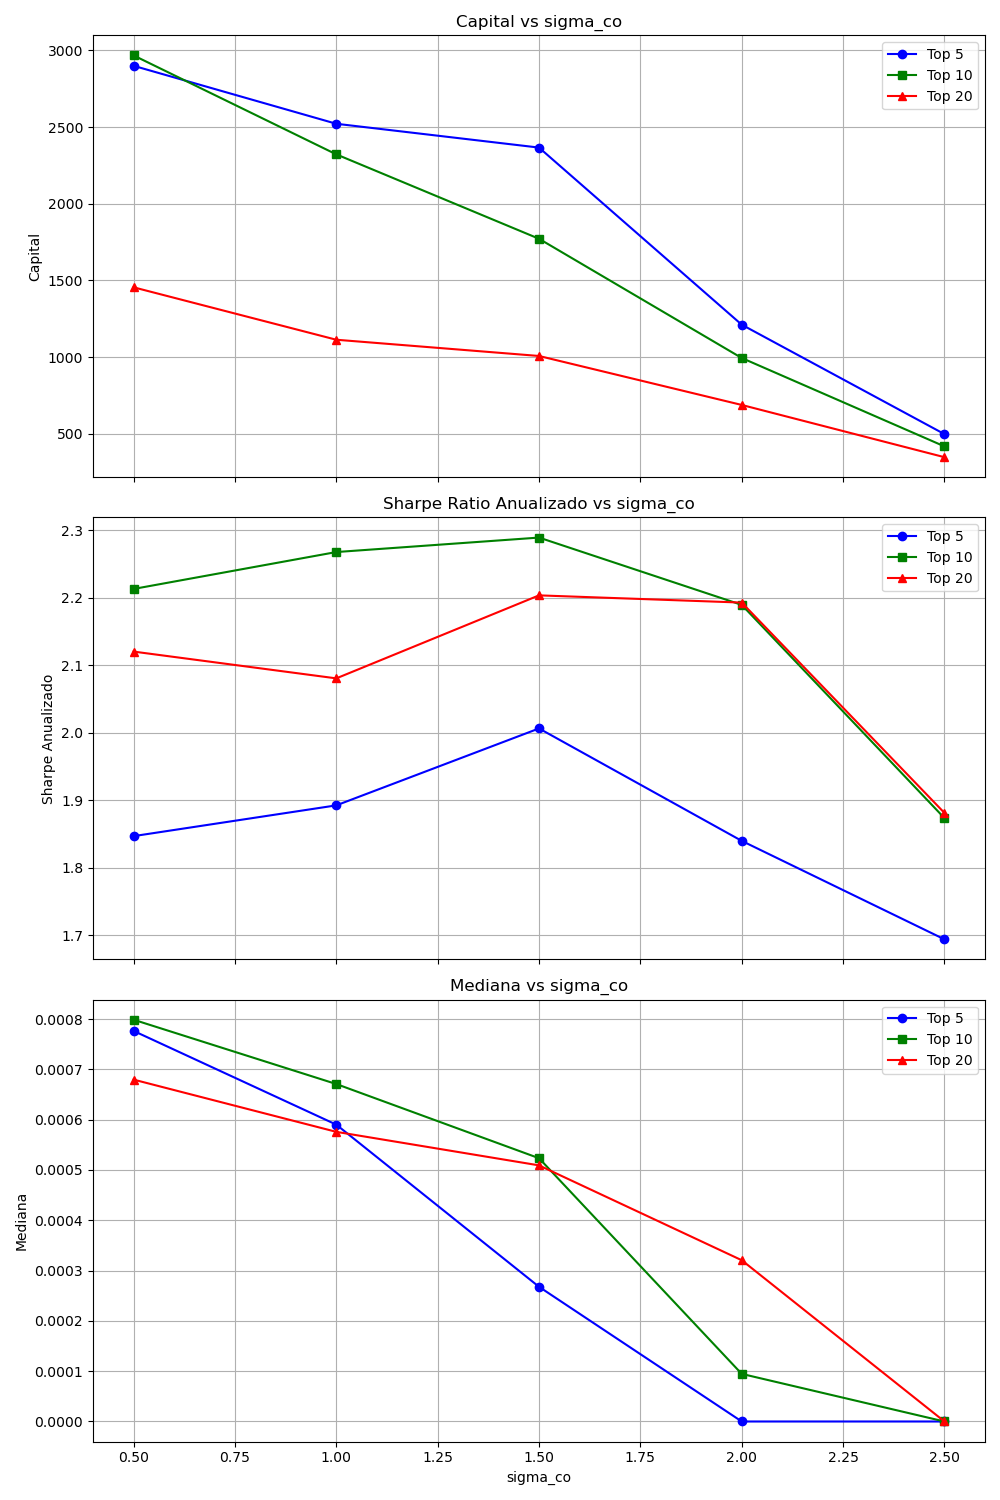 Capital vs sigma_co
3000
2500
2000
1500
1000
500
Capital
Top 5
Top 10
Top 20
Sharpe Ratio Anualizado vs sigma_co
2.3
2.2
2.1
2.0
1.9
1.8
1.7
Sharpe Anualizado
Top 5
Top 10
Top 20
Mediana vs sigma_co
0.0008
0.0007
0.0006
0.0005
0.0004
0.0003
0.0002
0.0001
0.0000
Mediana
Top 5
Top 10
Top 20
0.50 0.75 1.00 1.25 1.50 1.75 2.00 2.25 2.50
sigma_co